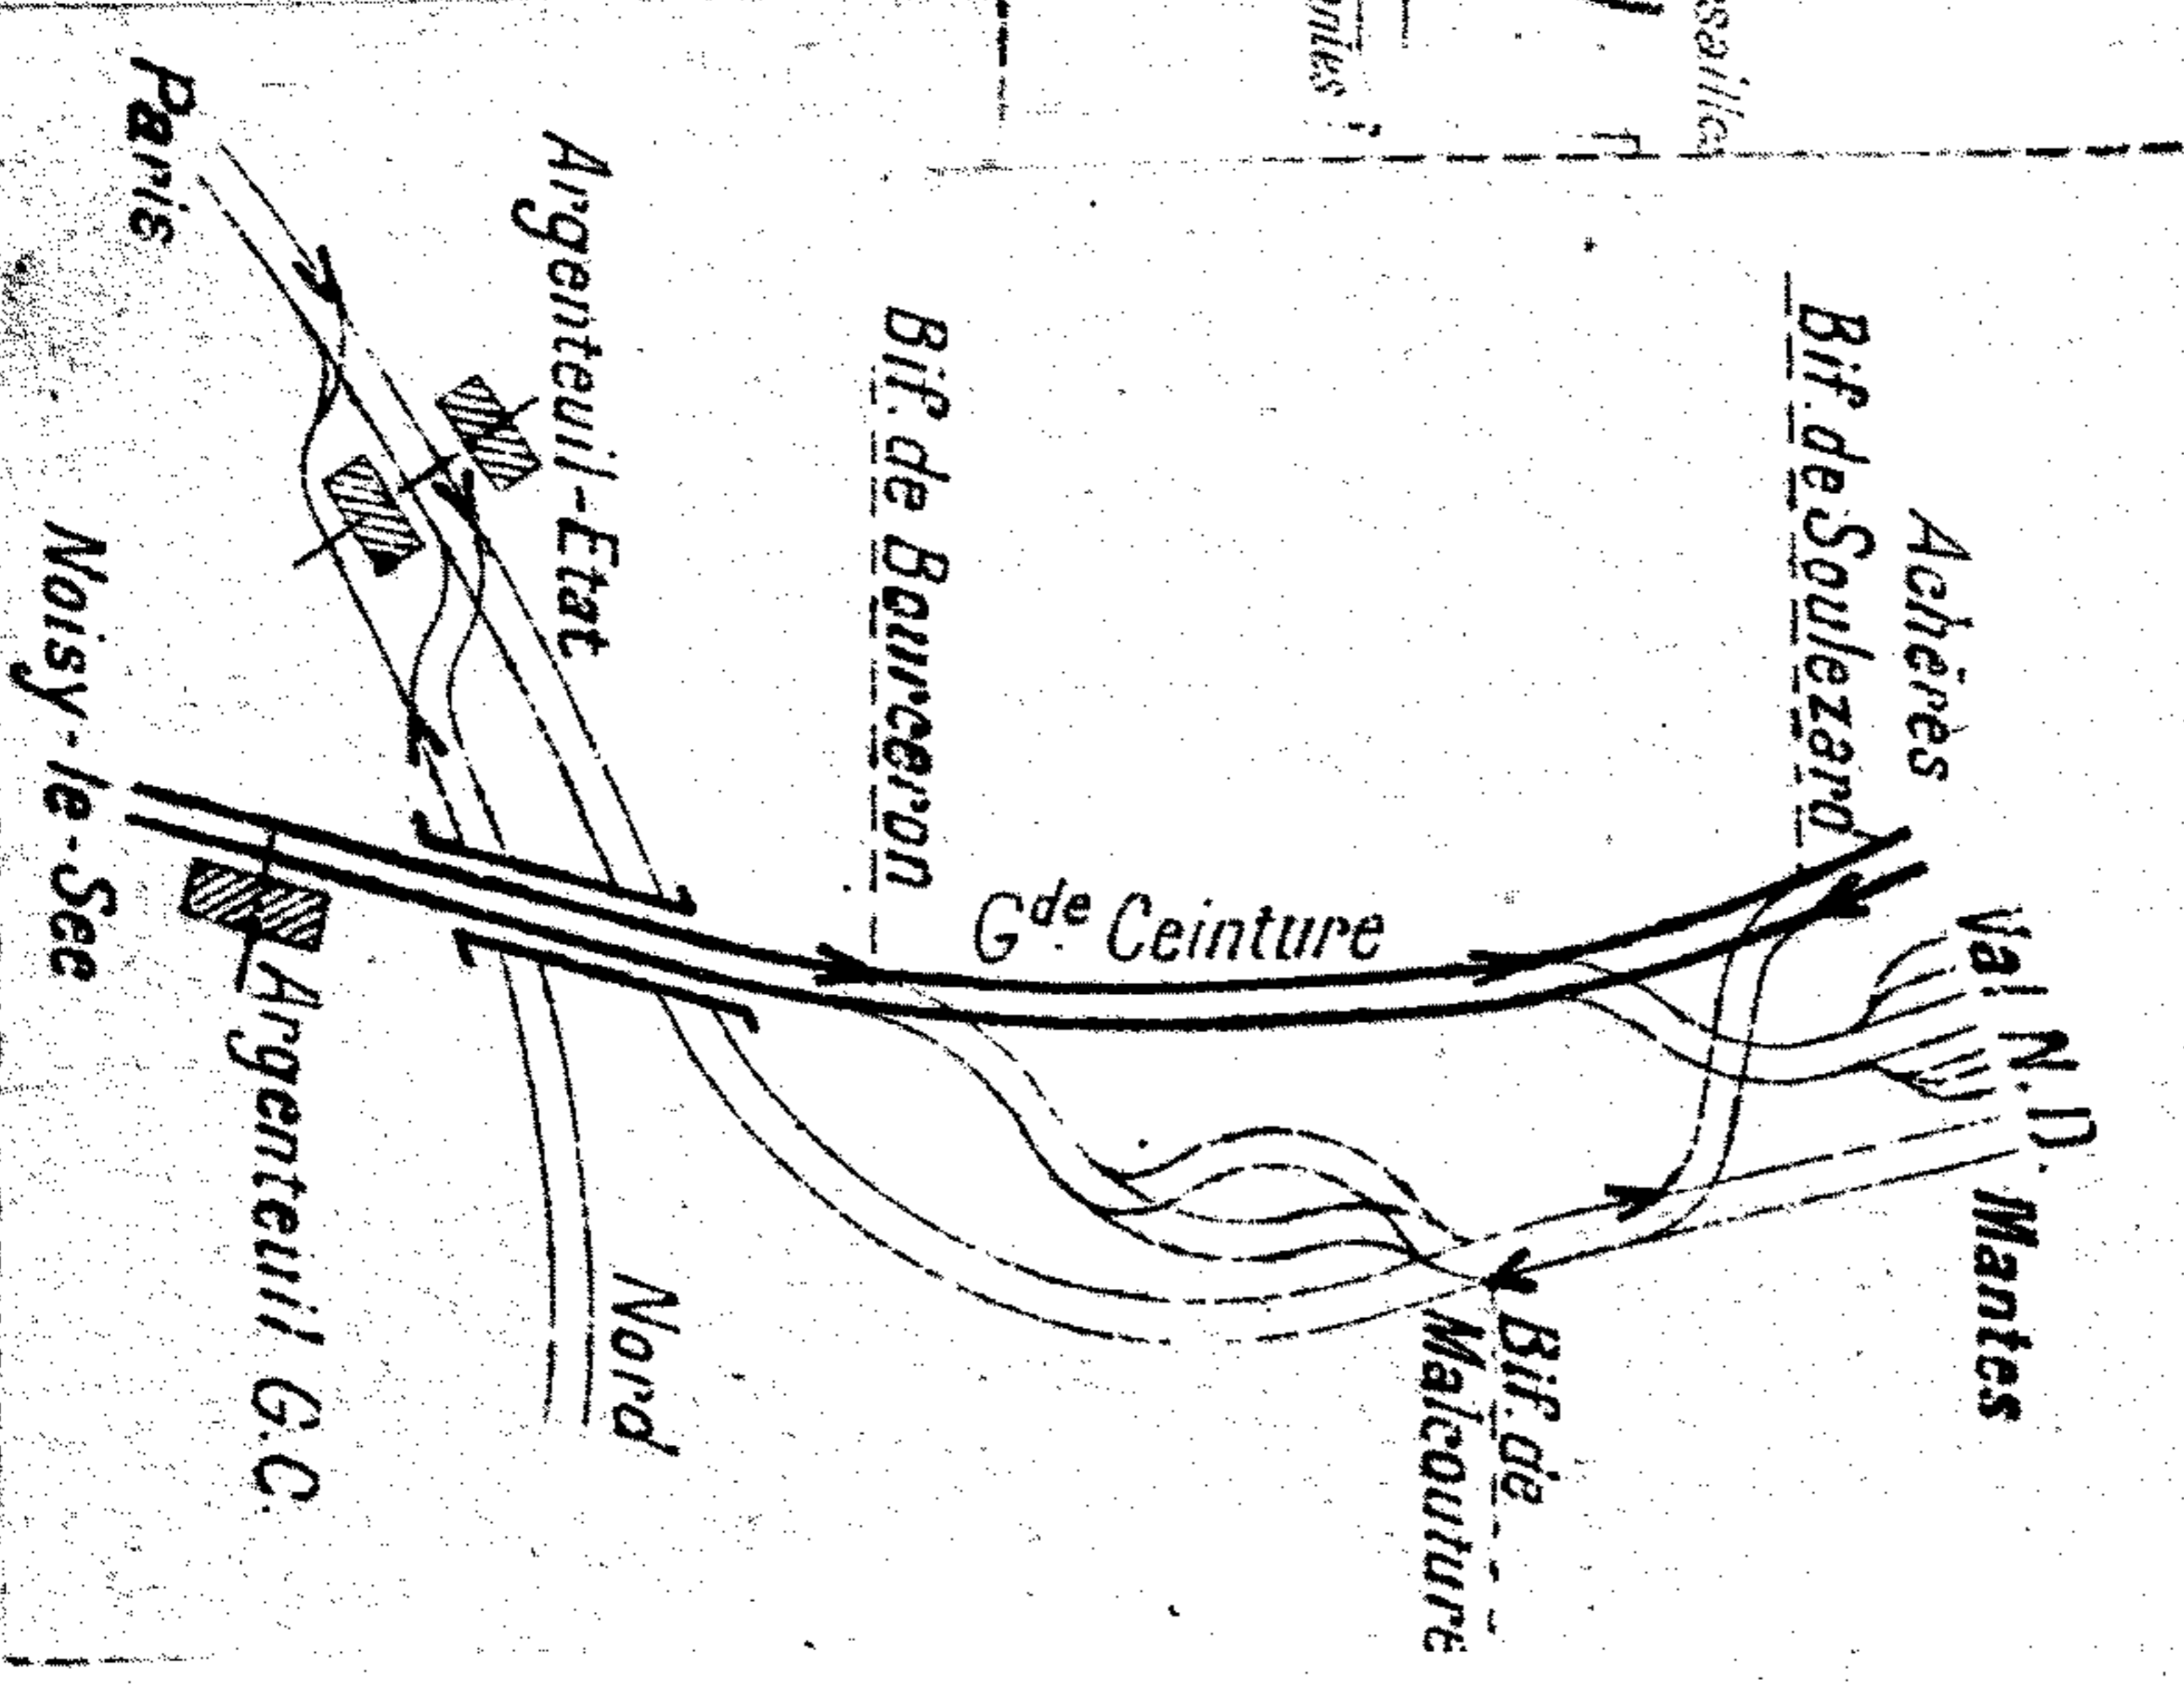 Paris
Argenteuil-Etat
Noisy-le-Sec
Argenteuil G.C.
Nord
Bif. de Bourceron
Gde Ceinture
Bif. de Soulezard
Achères
Val N.D.
Mantes
Bif. de
Malcouture